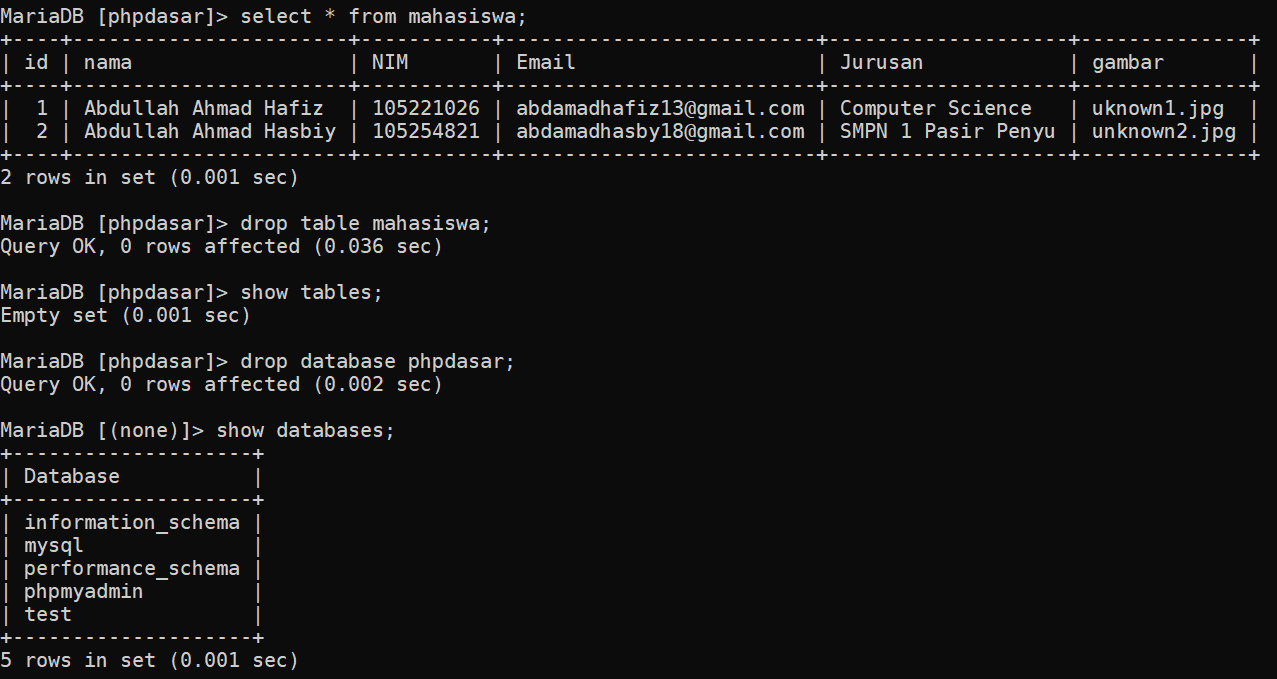 MariaDB [phpdasar]> select * from mahasiswa;
+----+-----------------------+-----------+--------------------------+--------------------+--------------+
| id | nama                  | NIM       | Email                    | Jurusan            | gambar       |
+----+-----------------------+-----------+--------------------------+--------------------+--------------+
|  1 | Abdullah Ahmad Hafiz  | 105221026 | abdamadhafiz13@gmail.com | Computer Science   | uknown1.jpg  |
|  2 | Abdullah Ahmad Hasbiy | 105254821 | abdamadhasby18@gmail.com | SMPN 1 Pasir Penyu | unknown2.jpg |
+----+-----------------------+-----------+--------------------------+--------------------+--------------+
2 rows in set (0.001 sec)

MariaDB [phpdasar]> drop table mahasiswa;
Query OK, 0 rows affected (0.036 sec)

MariaDB [phpdasar]> show tables;
Empty set (0.001 sec)

MariaDB [phpdasar]> drop database phpdasar;
Query OK, 0 rows affected (0.002 sec)

MariaDB [(none)]> show databases;
+--------------------+
| Database           |
+--------------------+
| information_schema |
| mysql              |
| performance_schema |
| phpmyadmin         |
| test               |
+--------------------+
5 rows in set (0.001 sec)